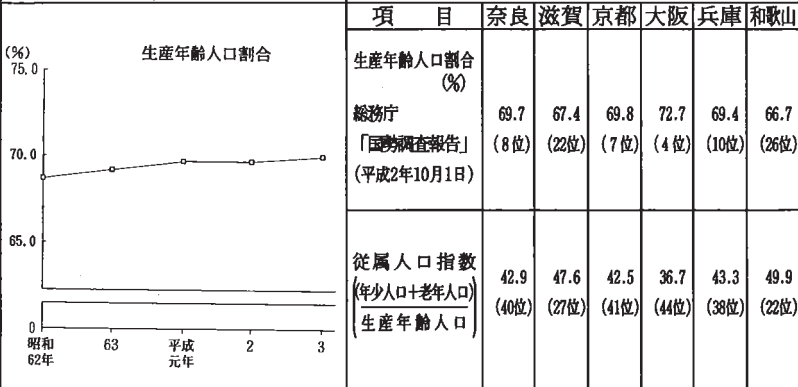 生産年齢人口割合
(%)
75.0
70.0
65.0
0
昭和 63 平成 2 3
62年 元年
項 目 奈良 滋賀 京都 大阪 兵庫 和歌山
生産年齢人口割合
(%)
総務庁 69.7 67.4 69.8 72.7 69.4 66.7
「国勢調査報告」 (8位) (22位) (7位) (4位) (10位) (26位)
(平成2年10月1日)
従属人口指数 42.9 47.6 42.5 36.7 43.3 49.9
(年少人口+老年人口) (40位) (27位) (41位) (44位) (38位) (22位)
生産年齢人口